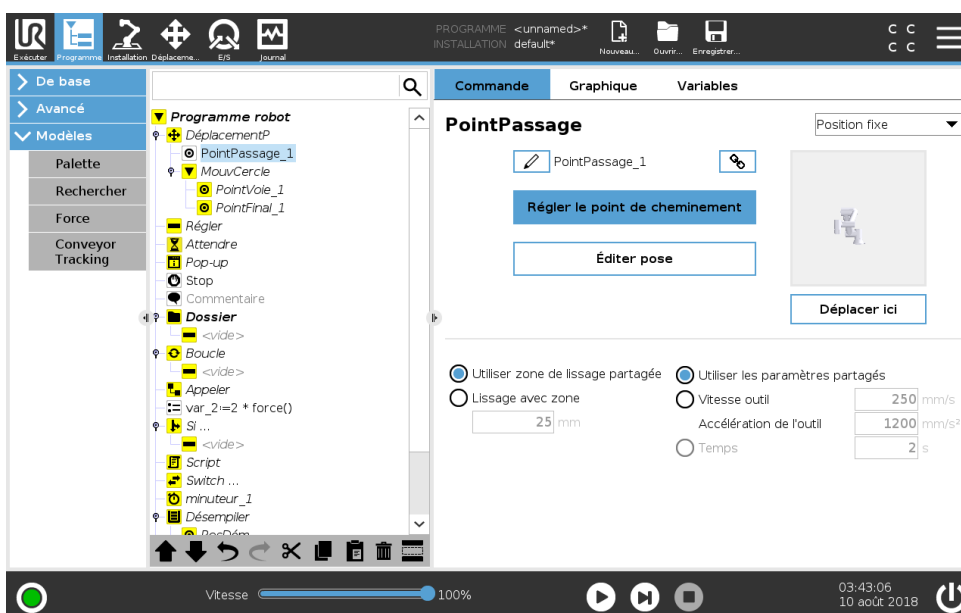 UR
PROGRAMME <unnamed>*
INSTALLATION default*
C C
C C
Exécuter Programme Installation Déplaceme... E/S Journal
Nouveau... Ouvrir... Enregistrer...
De base
Avancé
Modèles
Palette
Rechercher
Force
Conveyor
Tracking
Programme robot
DéplacementP
PointPassage_1
MouvCercle
PointVoie_1
PointFinal_1
Régler
Attendre
Pop-up
Stop
Commentaire
Dossier
<vide>
Boucle
<vide>
Appeler
var_2≔2 * force()
Si ...
<vide>
Script
Switch ...
minuteur_1
Désempiler
PosDém
Commande Graphique Variables
PointPassage
Position fixe
PointPassage_1
Régler le point de cheminement
Éditer pose
Déplacer ici
Utiliser zone de lissage partagée
Lissage avec zone
25 mm
Utiliser les paramètres partagés
Vitesse outil 250 mm/s
Accélération de l'outil 1200 mm/s²
Temps 2 s
Vitesse 100%
03:43:06
10 août 2018